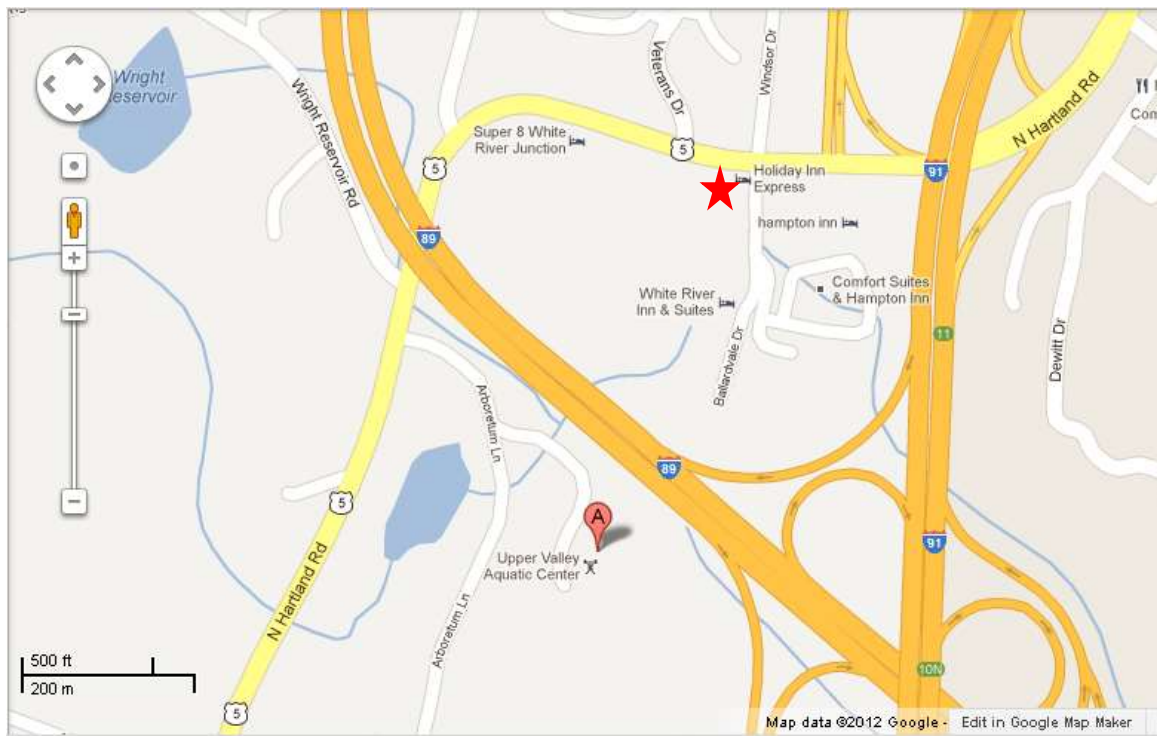 Wright
Reservoir
Wright Reservoir Rd
Veterans Dr
Windsor Dr
N Hartland Rd
Super 8 White
River Junction
5
5
Holiday Inn
Express
91
hampton inn
89
White River
Inn & Suites
Comfort Suites
& Hampton Inn
Ballardvale Dr
11
Dewitt Dr
Arboretum Ln
89
5
A
91
Upper Valley
Aquatic Center
N Hartland Rd
Arboretum Ln
500 ft
200 m
10N
5
Map data ©2012 Google -
Edit in Google Map Maker